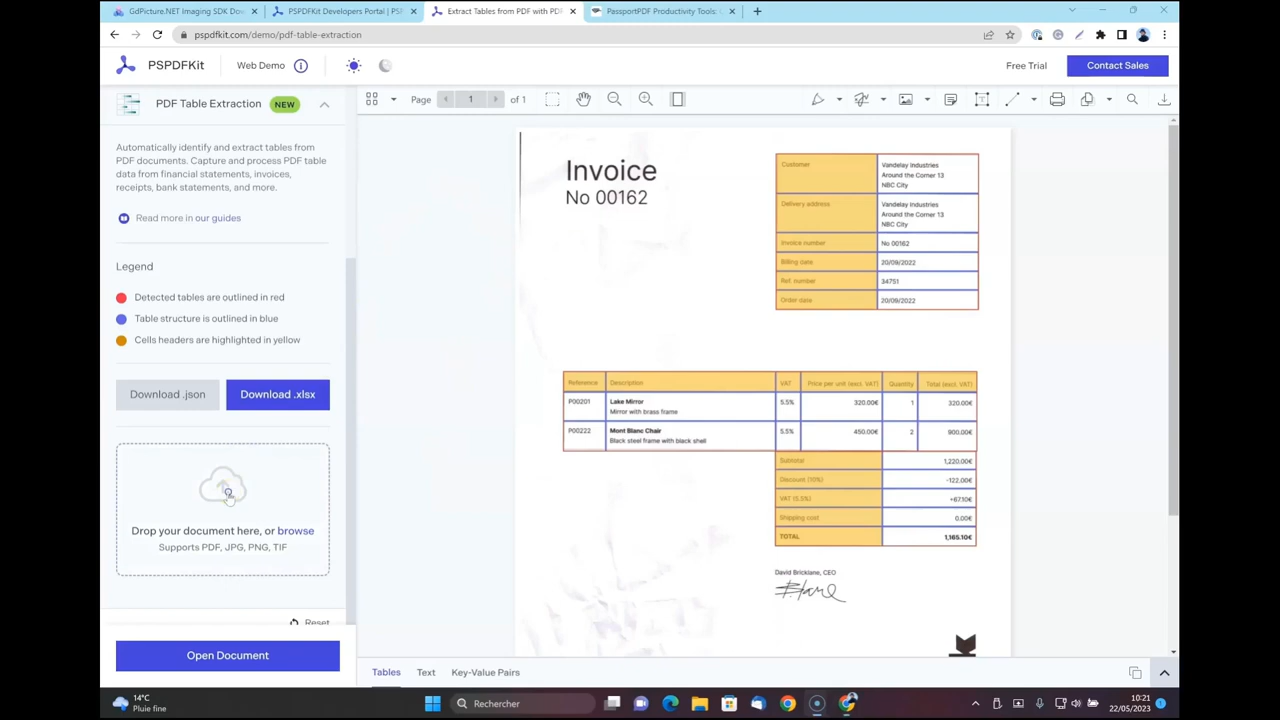 GdPicture.NET Imaging SDK Dow
PSPDFKit Developers Portal | PS
Extract Tables from PDF with PD
PassportPDF Productivity Tools:
pspdfkit.com/demo/pdf-table-extraction
PSPDFKit
Web Demo
Free Trial
Contact Sales
PDF Table Extraction
NEW
Page
1
of 1
Automatically identify and extract tables from
PDF documents. Capture and process PDF table
data from financial statements, invoices,
receipts, bank statements, and more.
Read more in our guides
Legend
Detected tables are outlined in red
Table structure is outlined in blue
Cells headers are highlighted in yellow
Download .json
Download .xlsx
Drop your document here, or browse
Supports PDF, JPG, PNG, TIF
Reset
Open Document
Invoice
No 00162
Customer
Vandelay Industries
Around the Corner 13
NBC City
Delivery address
Vandelay Industries
Around the Corner 13
NBC City
Invoice number
No 00162
Billing date
20/09/2022
Ref. number
34751
Order date
20/09/2022
Reference Description VAT Price per unit (excl. VAT) Quantity Total (excl. VAT)
P00201 Lake Mirror 5.5% 320.00€ 1 320.00€
Mirror with brass frame
P00222 Mont Blanc Chair 5.5% 450.00€ 2 900.00€
Black steel frame with black shell
Subtotal 1,220.00€
Discount (10%) -122.00€
VAT (5.5%) +67.10€
Shipping cost 0.00€
TOTAL 1,165.10€
David Bricklane, CEO
Tables
Text
Key-Value Pairs
14°C
Pluie fine
Rechercher
10:21
22/05/2023